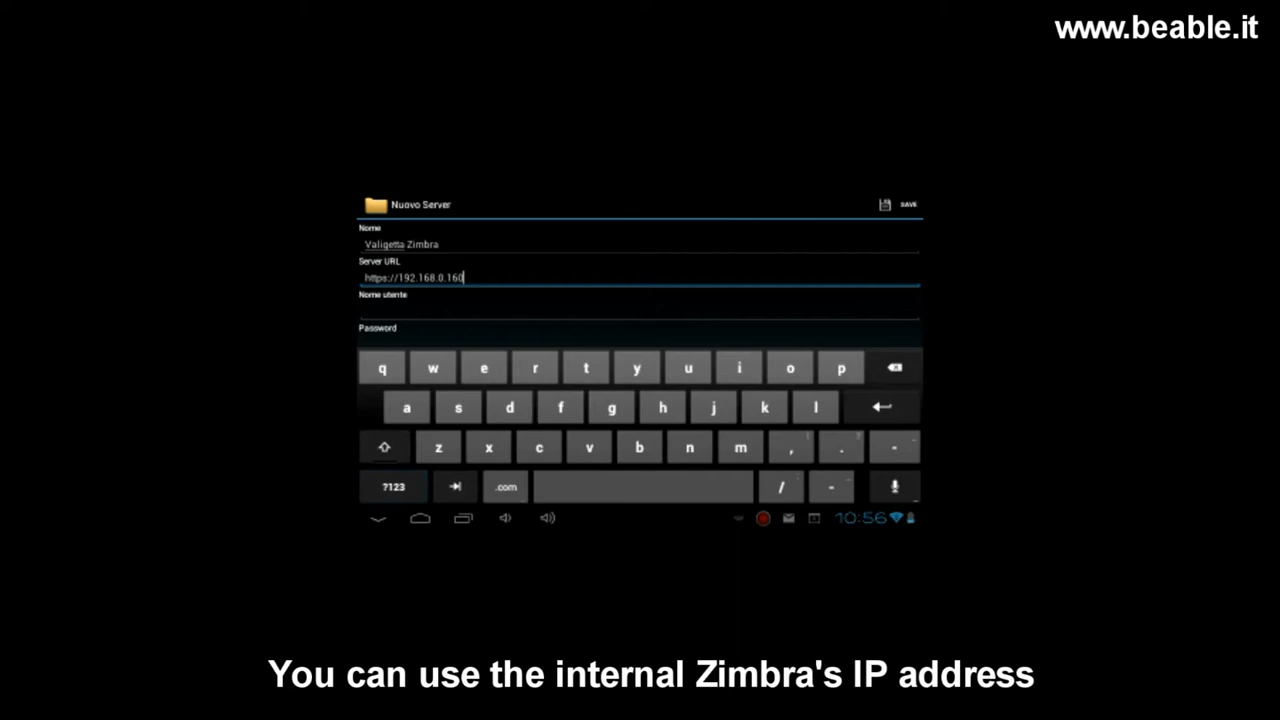 www.beable.it
Nuovo Server
SAVE
Nome
Valigetta Zimbra
Server URL
https://192.168.0.160
Nome utente
Password
q w e r t y u i o p
a s d f g h j k l
z x c v b n m , ! . ? -
?123 .com / : -
10:56
You can use the internal Zimbra's IP address